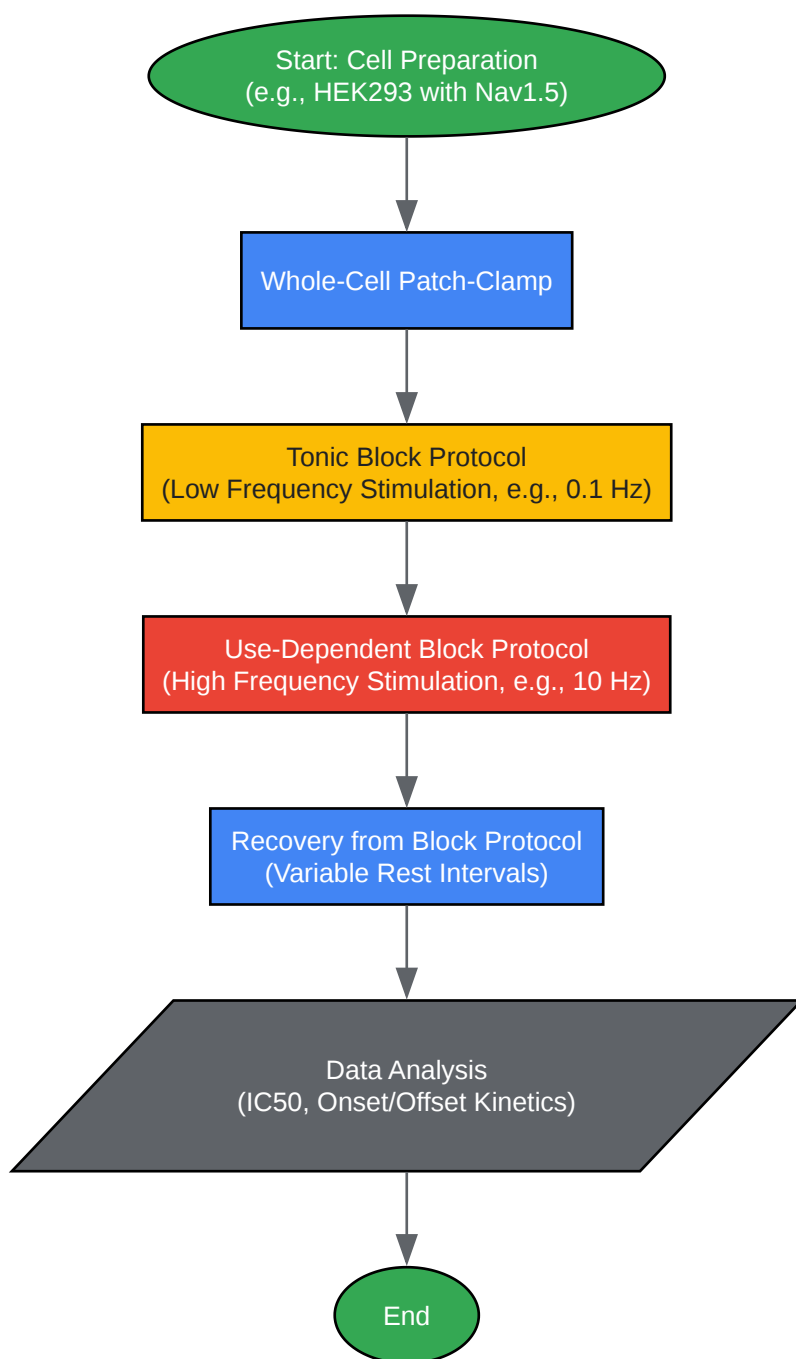 Start: Cell Preparation
(e.g., HEK293 with Nav1.5)
Whole-Cell Patch-Clamp
Tonic Block Protocol
(Low Frequency Stimulation, e.g., 0.1 Hz)
Use-Dependent Block Protocol
(High Frequency Stimulation, e.g., 10 Hz)
Recovery from Block Protocol
(Variable Rest Intervals)
Data Analysis
(IC50, Onset/Offset Kinetics)
End